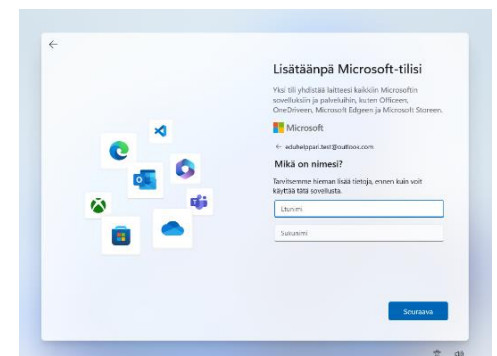 Lisätäänpä Microsoft-tilisi
Yksi tili yhdistää laitteesi kaikkiin Microsoftin
sovelluksiin ja palveluihin, kuten Officeen,
OneDriveen, Microsoft Edgeen ja Microsoft Storeen.
Microsoft
← eduhelppari.test@outlook.com
Mikä on nimesi?
Tarvitsemme hieman lisää tietoja, ennen kuin voit
käyttää tätä sovellusta.
Etunimi
Sukunimi
Seuraava